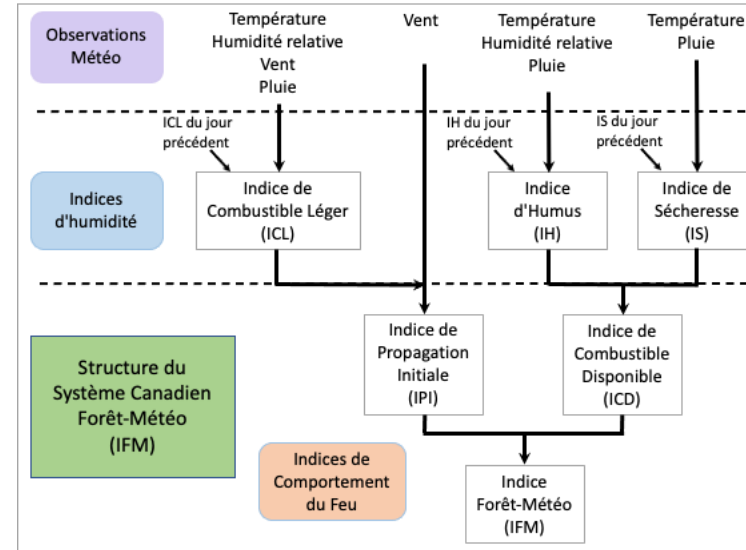 Observations
Météo
Température
Humidité relative
Vent
Pluie
Vent
Température
Humidité relative
Pluie
Température
Pluie
ICL du jour
précédent
IH du jour
précédent
IS du jour
précédent
Indices
d'humidité
Indice de
Combustible Léger
(ICL)
Indice
d'Humus
(IH)
Indice de
Sécheresse
(IS)
Structure du
Système Canadien
Forêt-Météo
(IFM)
Indice de
Propagation
Initiale
(IPI)
Indice de
Combustible
Disponible
(ICD)
Indices de
Comportement
du Feu
Indice
Forêt-Météo
(IFM)